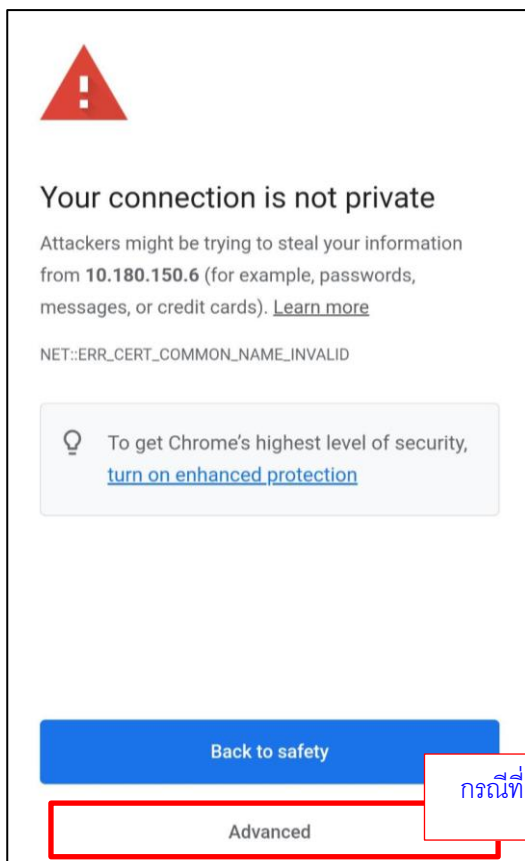 Your connection is not private
Attackers might be trying to steal your information
from 10.180.150.6 (for example, passwords,
messages, or credit cards). Learn more
NET::ERR_CERT_COMMON_NAME_INVALID
To get Chrome's highest level of security,
turn on enhanced protection
Back to safety
กรณีที่
Advanced